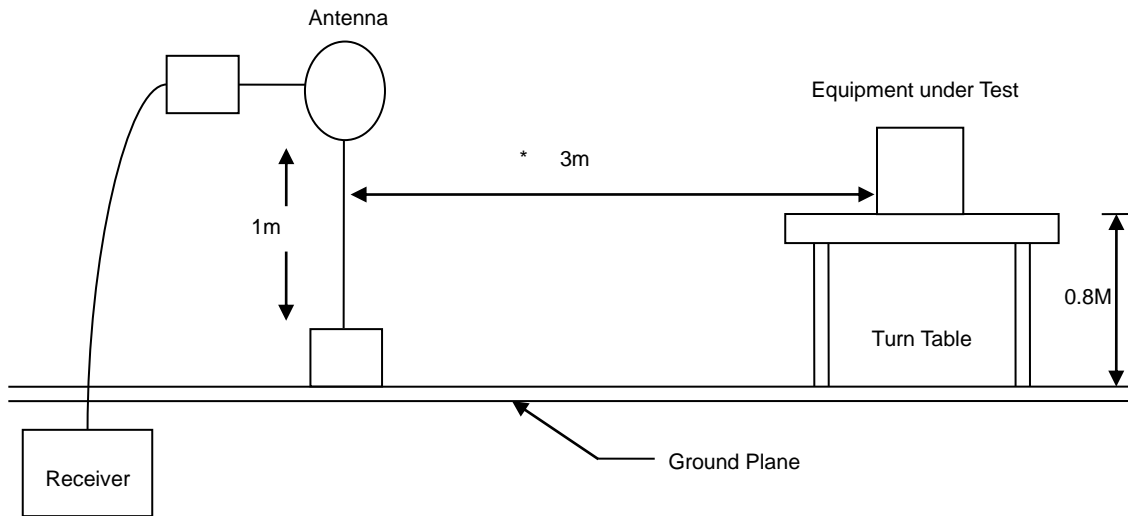 Antenna
Equipment under Test
* 3m
1m
0.8M
Turn Table
Ground Plane
Receiver